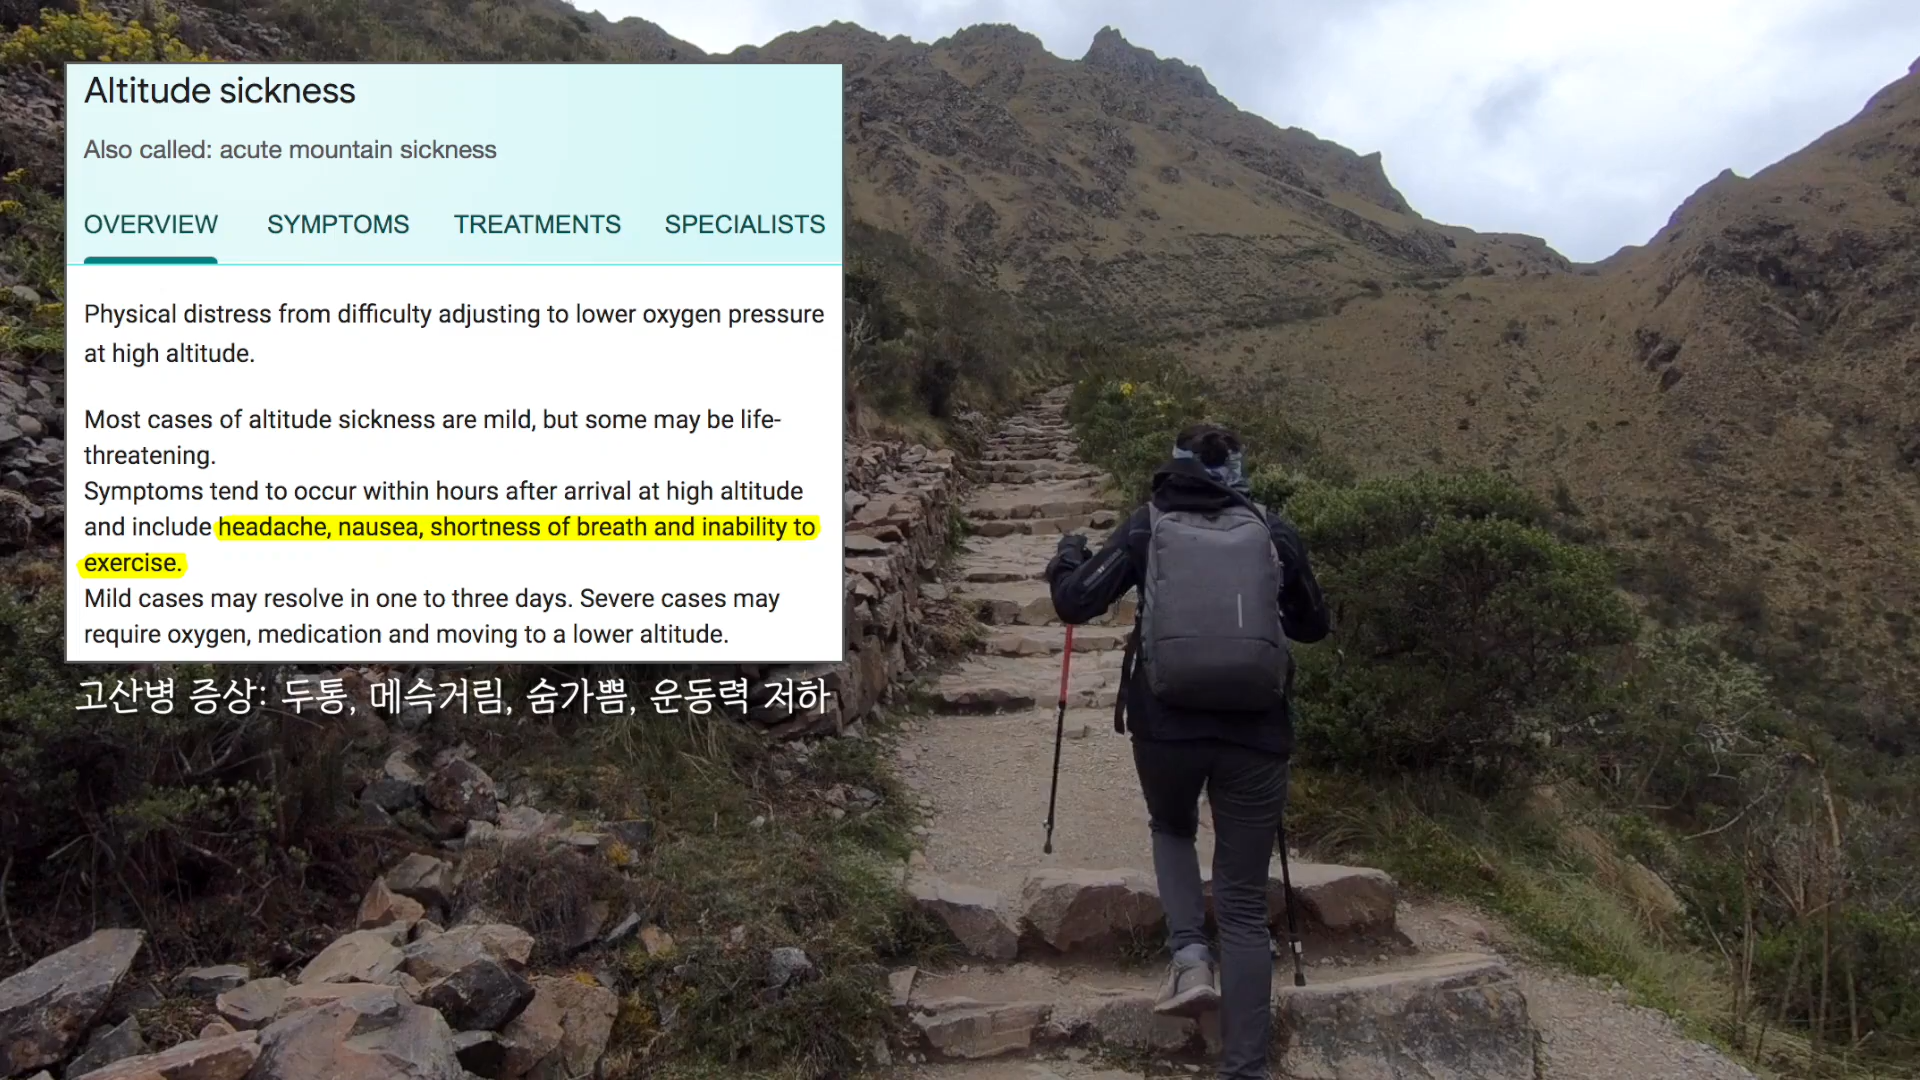 Altitude sickness
Also called: acute mountain sickness
OVERVIEW SYMPTOMS TREATMENTS SPECIALISTS
Physical distress from difficulty adjusting to lower oxygen pressure
at high altitude.
Most cases of altitude sickness are mild, but some may be life-
threatening.
Symptoms tend to occur within hours after arrival at high altitude
and include headache, nausea, shortness of breath and inability to
exercise.
Mild cases may resolve in one to three days. Severe cases may
require oxygen, medication and moving to a lower altitude.
고산병 증상: 두통, 메슥거림, 숨가쁨, 운동력 저하